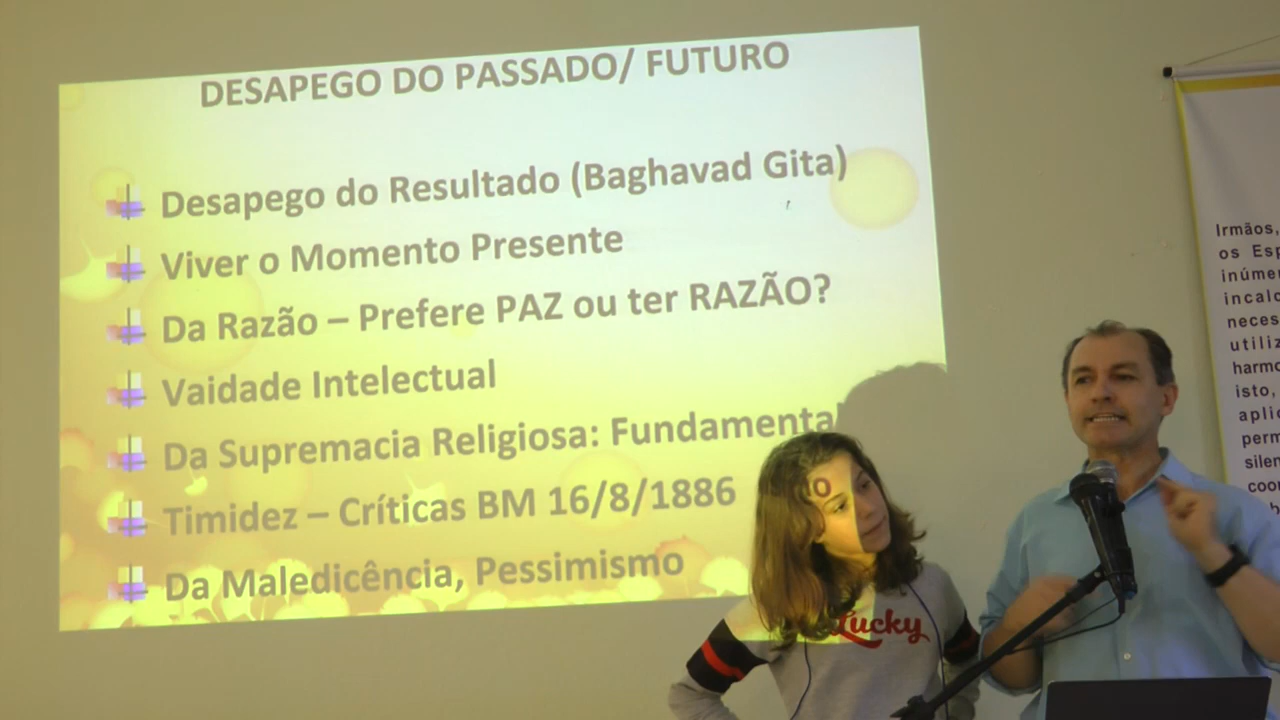 DESAPEGO DO PASSADO/ FUTURO
Desapego do Resultado (Baghavad Gita)
Viver o Momento Presente
Da Razão – Prefere PAZ ou ter RAZÃO?
Vaidade Intelectual
Da Supremacia Religiosa: Fundamental o
Timidez – Críticas BM 16/8/1886
Da Maledicência, Pessimismo
Lucky
Irmãos,
os Esp
inúme
incalc
neces
utiliz
harmo
isto,
aplic
perm
silen
coor